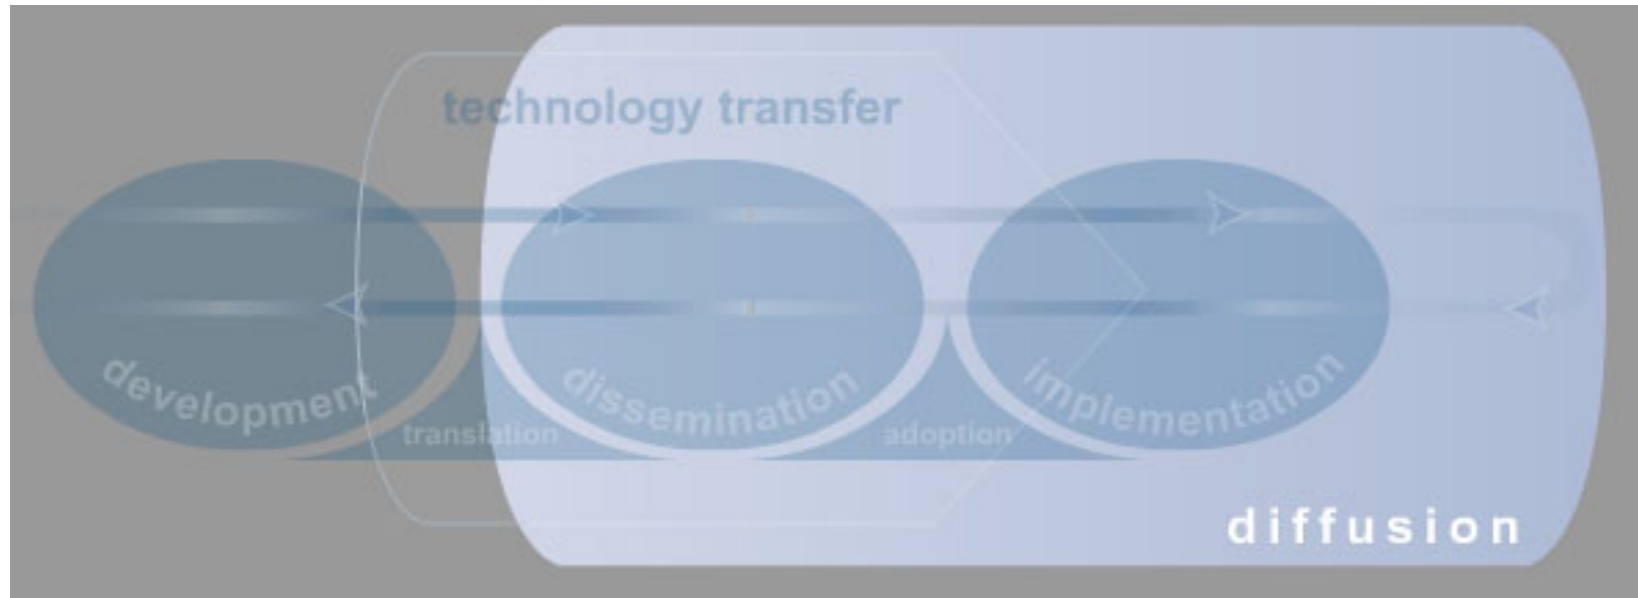 technology transfer
development
dissemination
implementation
translation
adoption
diffusion